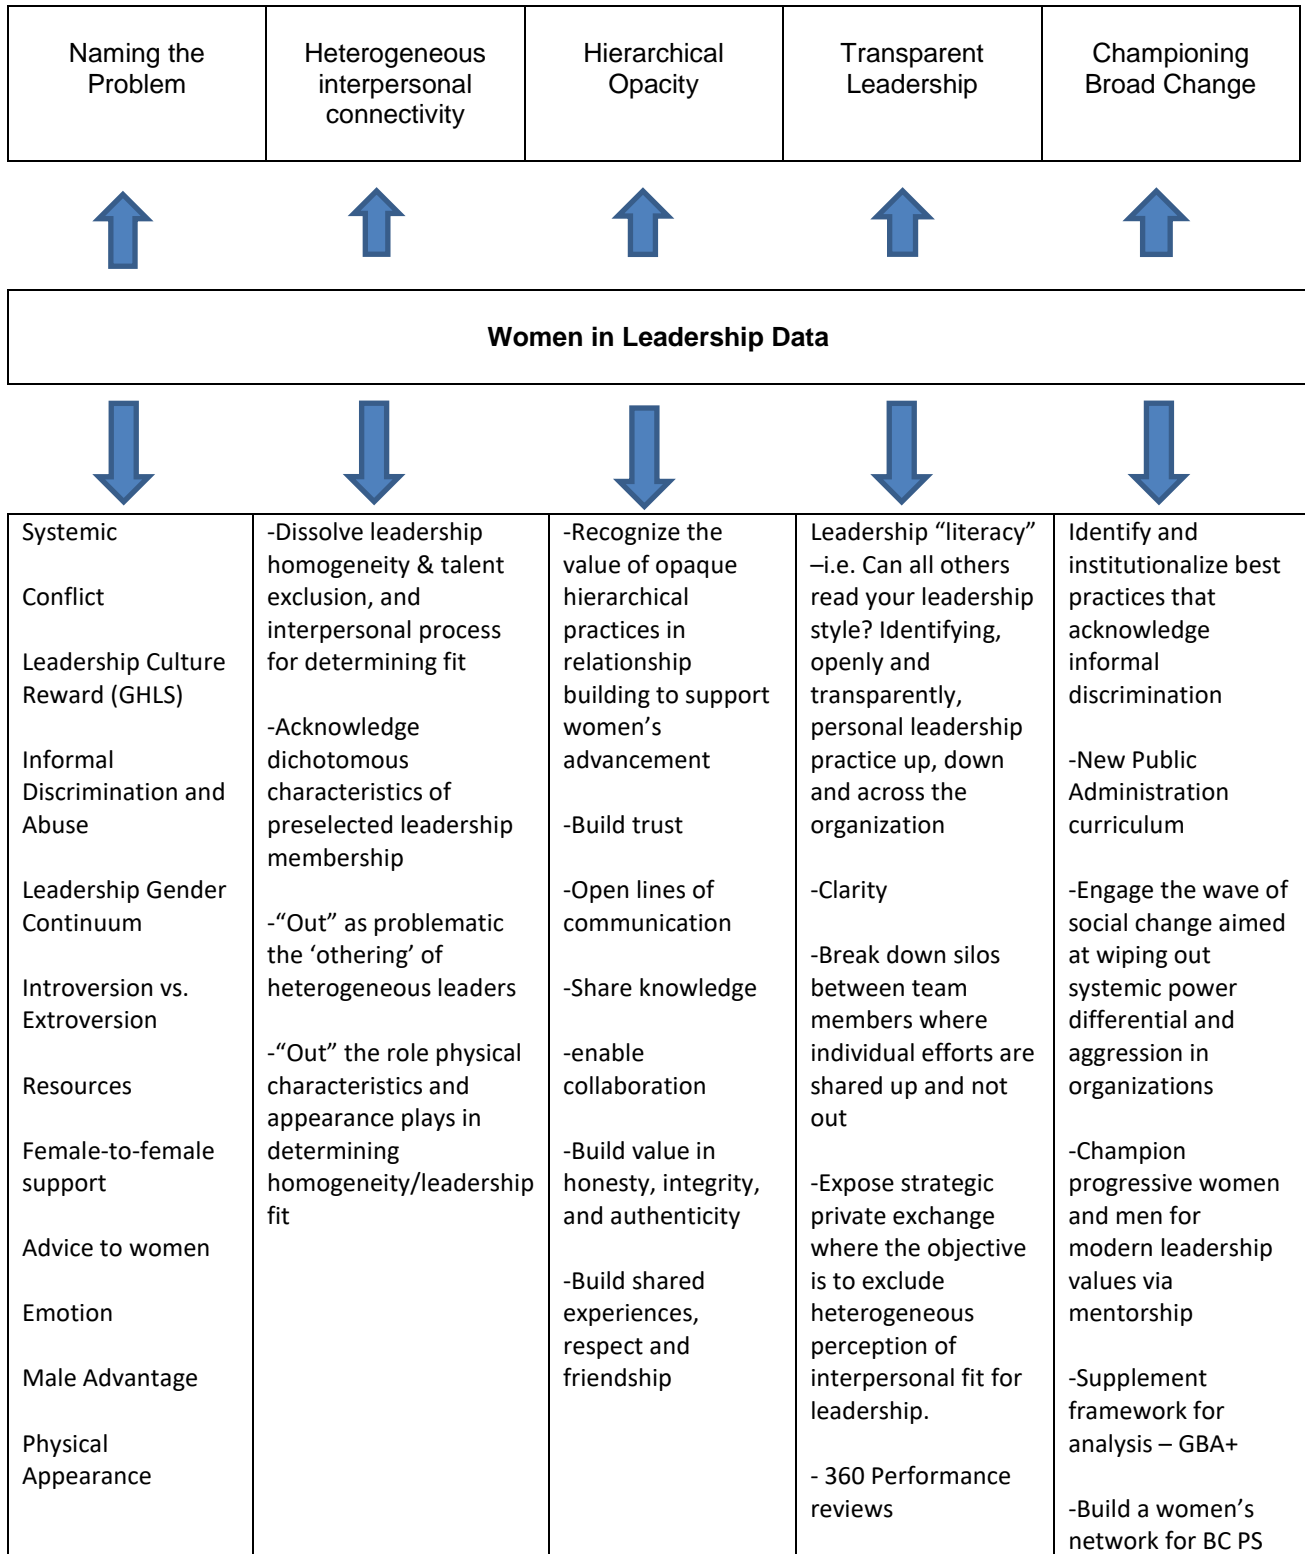 Naming the
Problem
Heterogeneous
interpersonal
connectivity
Hierarchical
Opacity
Transparent
Leadership
Championing
Broad Change
Women in Leadership Data
Systemic
Conflict
Leadership Culture
Reward (GHLS)
Informal
Discrimination and
Abuse
Leadership Gender
Continuum
Introversion vs.
Extroversion
Resources
Female-to-female
support
Advice to women
Emotion
Male Advantage
Physical
Appearance
-Dissolve leadership
homogeneity & talent
exclusion, and
interpersonal process
for determining fit
-Acknowledge
dichotomous
characteristics of
preselected leadership
membership
-“Out” as problematic
the ‘othering’ of
heterogeneous leaders
-“Out” the role physical
characteristics and
appearance plays in
determining
homogeneity/leadership
fit
-Recognize the
value of opaque
hierarchical
practices in
relationship
building to support
women’s
advancement
-Build trust
-Open lines of
communication
-Share knowledge
-enable
collaboration
-Build value in
honesty, integrity,
and authenticity
-Build shared
experiences,
respect and
friendship
Leadership “literacy”
–i.e. Can all others
read your leadership
style? Identifying,
openly and
transparently,
personal leadership
practice up, down
and across the
organization
-Clarity
-Break down silos
between team
members where
individual efforts are
shared up and not
out
-Expose strategic
private exchange
where the objective
is to exclude
heterogeneous
perception of
interpersonal fit for
leadership.
- 360 Performance
reviews
Identify and
institutionalize best
practices that
acknowledge
informal
discrimination
-New Public
Administration
curriculum
-Engage the wave of
social change aimed
at wiping out
systemic power
differential and
aggression in
organizations
-Champion
progressive women
and men for
modern leadership
values via
mentorship
-Supplement
framework for
analysis – GBA+
-Build a women’s
network for BC PS